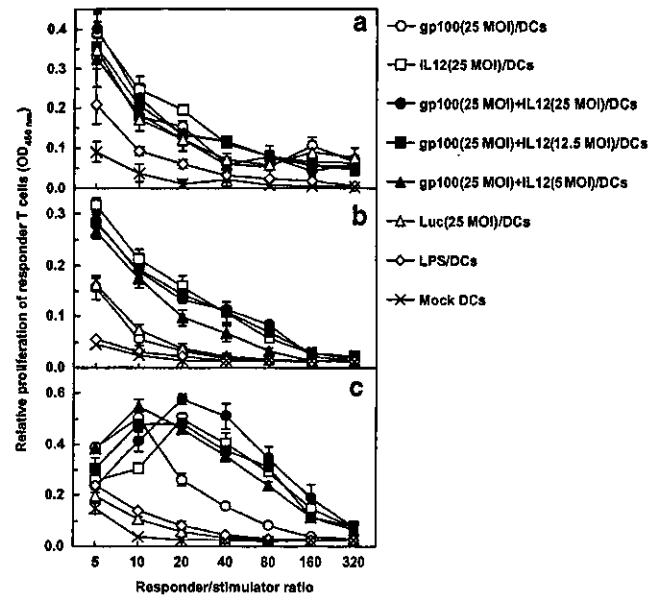 a
gp100(25 MOI)/DCs
IL12(25 MOI)/DCs
gp100(25 MOI)+IL12(25 MOI)/DCs
gp100(25 MOI)+IL12(12.5 MOI)/DCs
gp100(25 MOI)+IL12(5MOI)/DCs
Luc(25 MOI)/DCs
LPS/DCs
Mock DCs
Relative proliferation of responder T cells (OD450 nm)
0.4
0.3
0.2
0.1
0.0
b
0.3
0.2
0.1
0.0
c
0.6
0.4
0.2
0.0
5 10 20 40 80 160 320
Responder/stimulator ratio